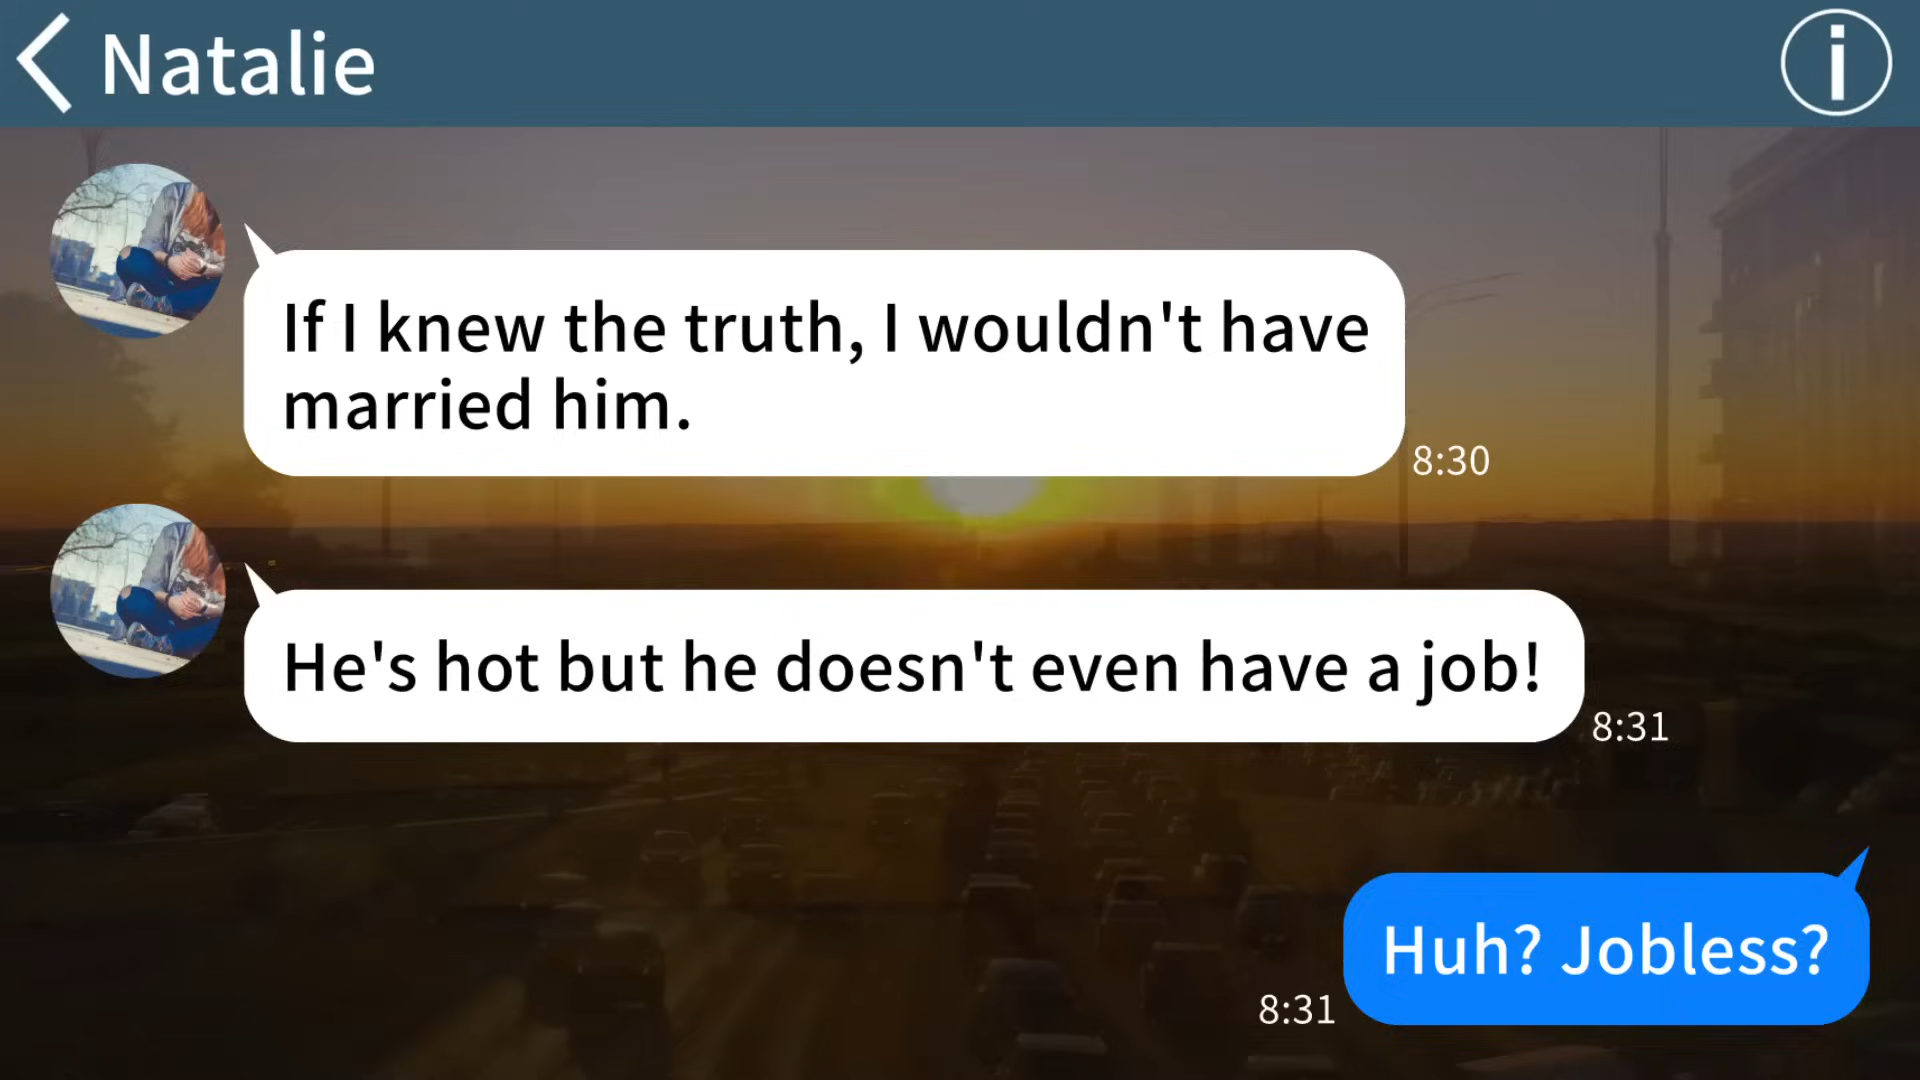 Natalie
If I knew the truth, I wouldn't have
married him.
8:30
He's hot but he doesn't even have a job!
8:31
Huh? Jobless?
8:31